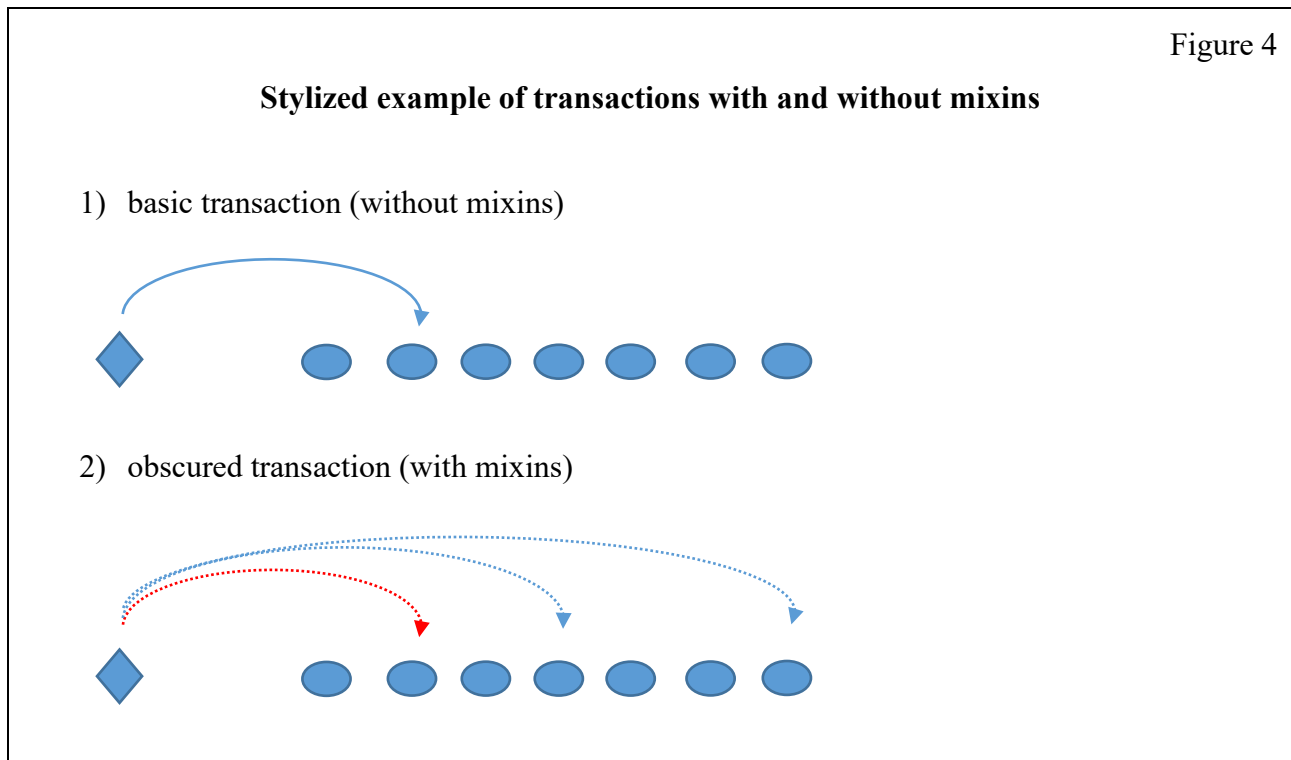 Figure 4
Stylized example of transactions with and without mixins
1) basic transaction (without mixins)
2) obscured transaction (with mixins)